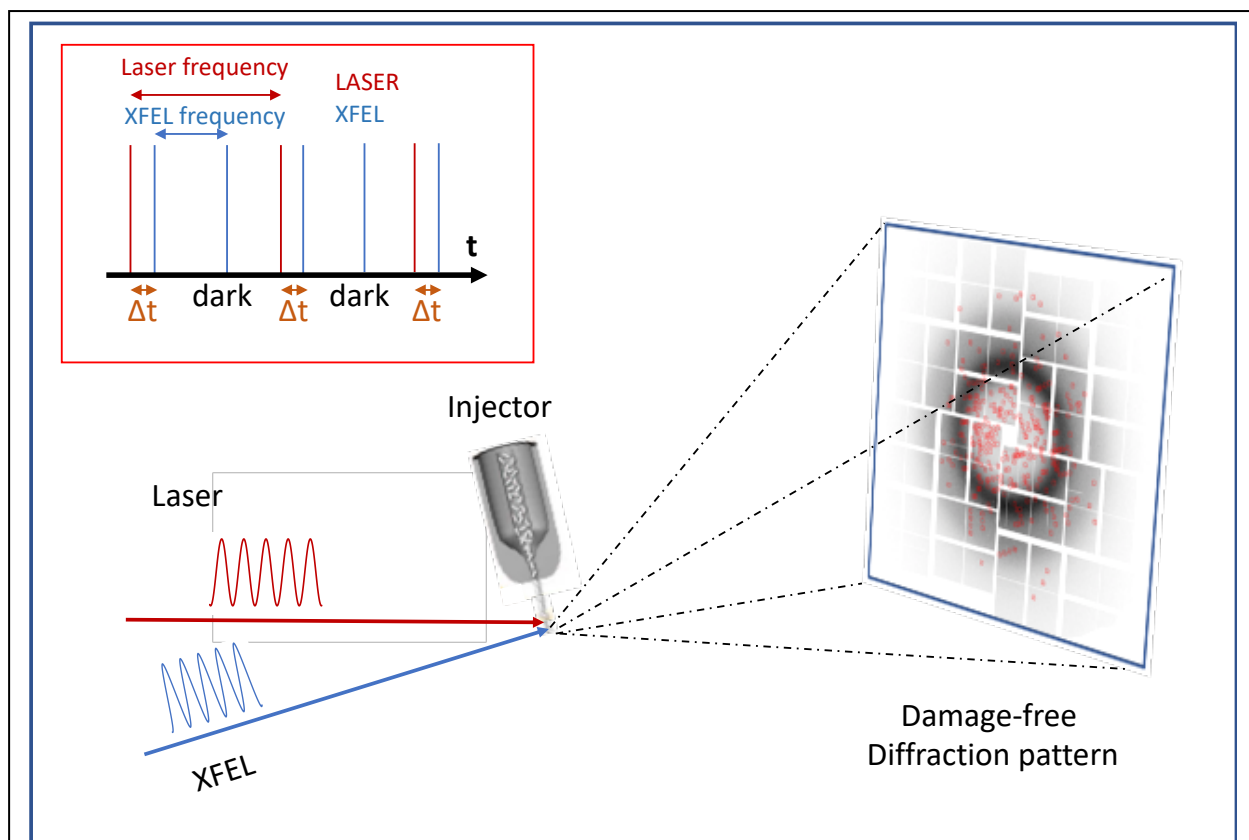 Laser frequency
LASER
XFEL frequency
XFEL
t
dark
dark
Δt
Δt
Δt
Injector
Laser
XFEL
Damage-free
Diffraction pattern